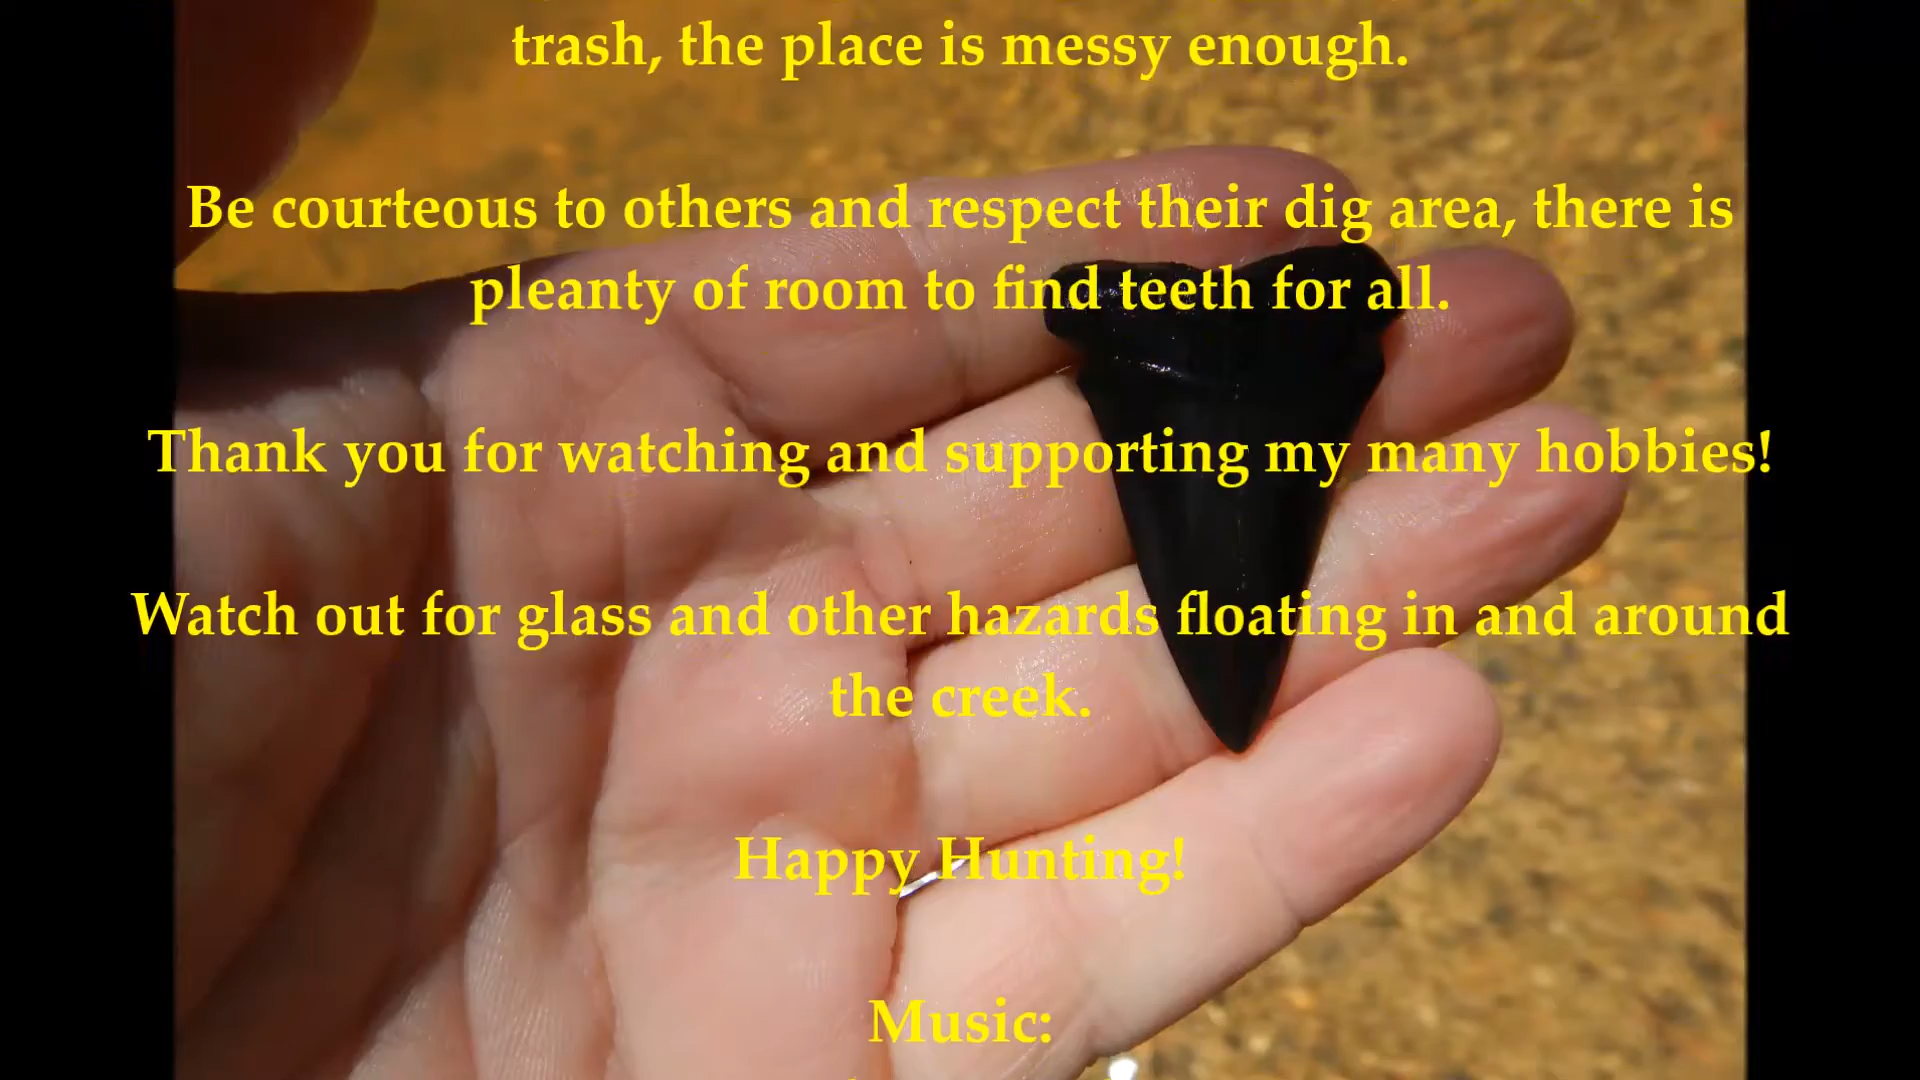 trash, the place is messy enough.
Be courteous to others and respect their dig area, there is
pleanty of room to find teeth for all.
Thank you for watching and supporting my many hobbies!
Watch out for glass and other hazards floating in and around
the creek.
Happy Hunting!
Music: